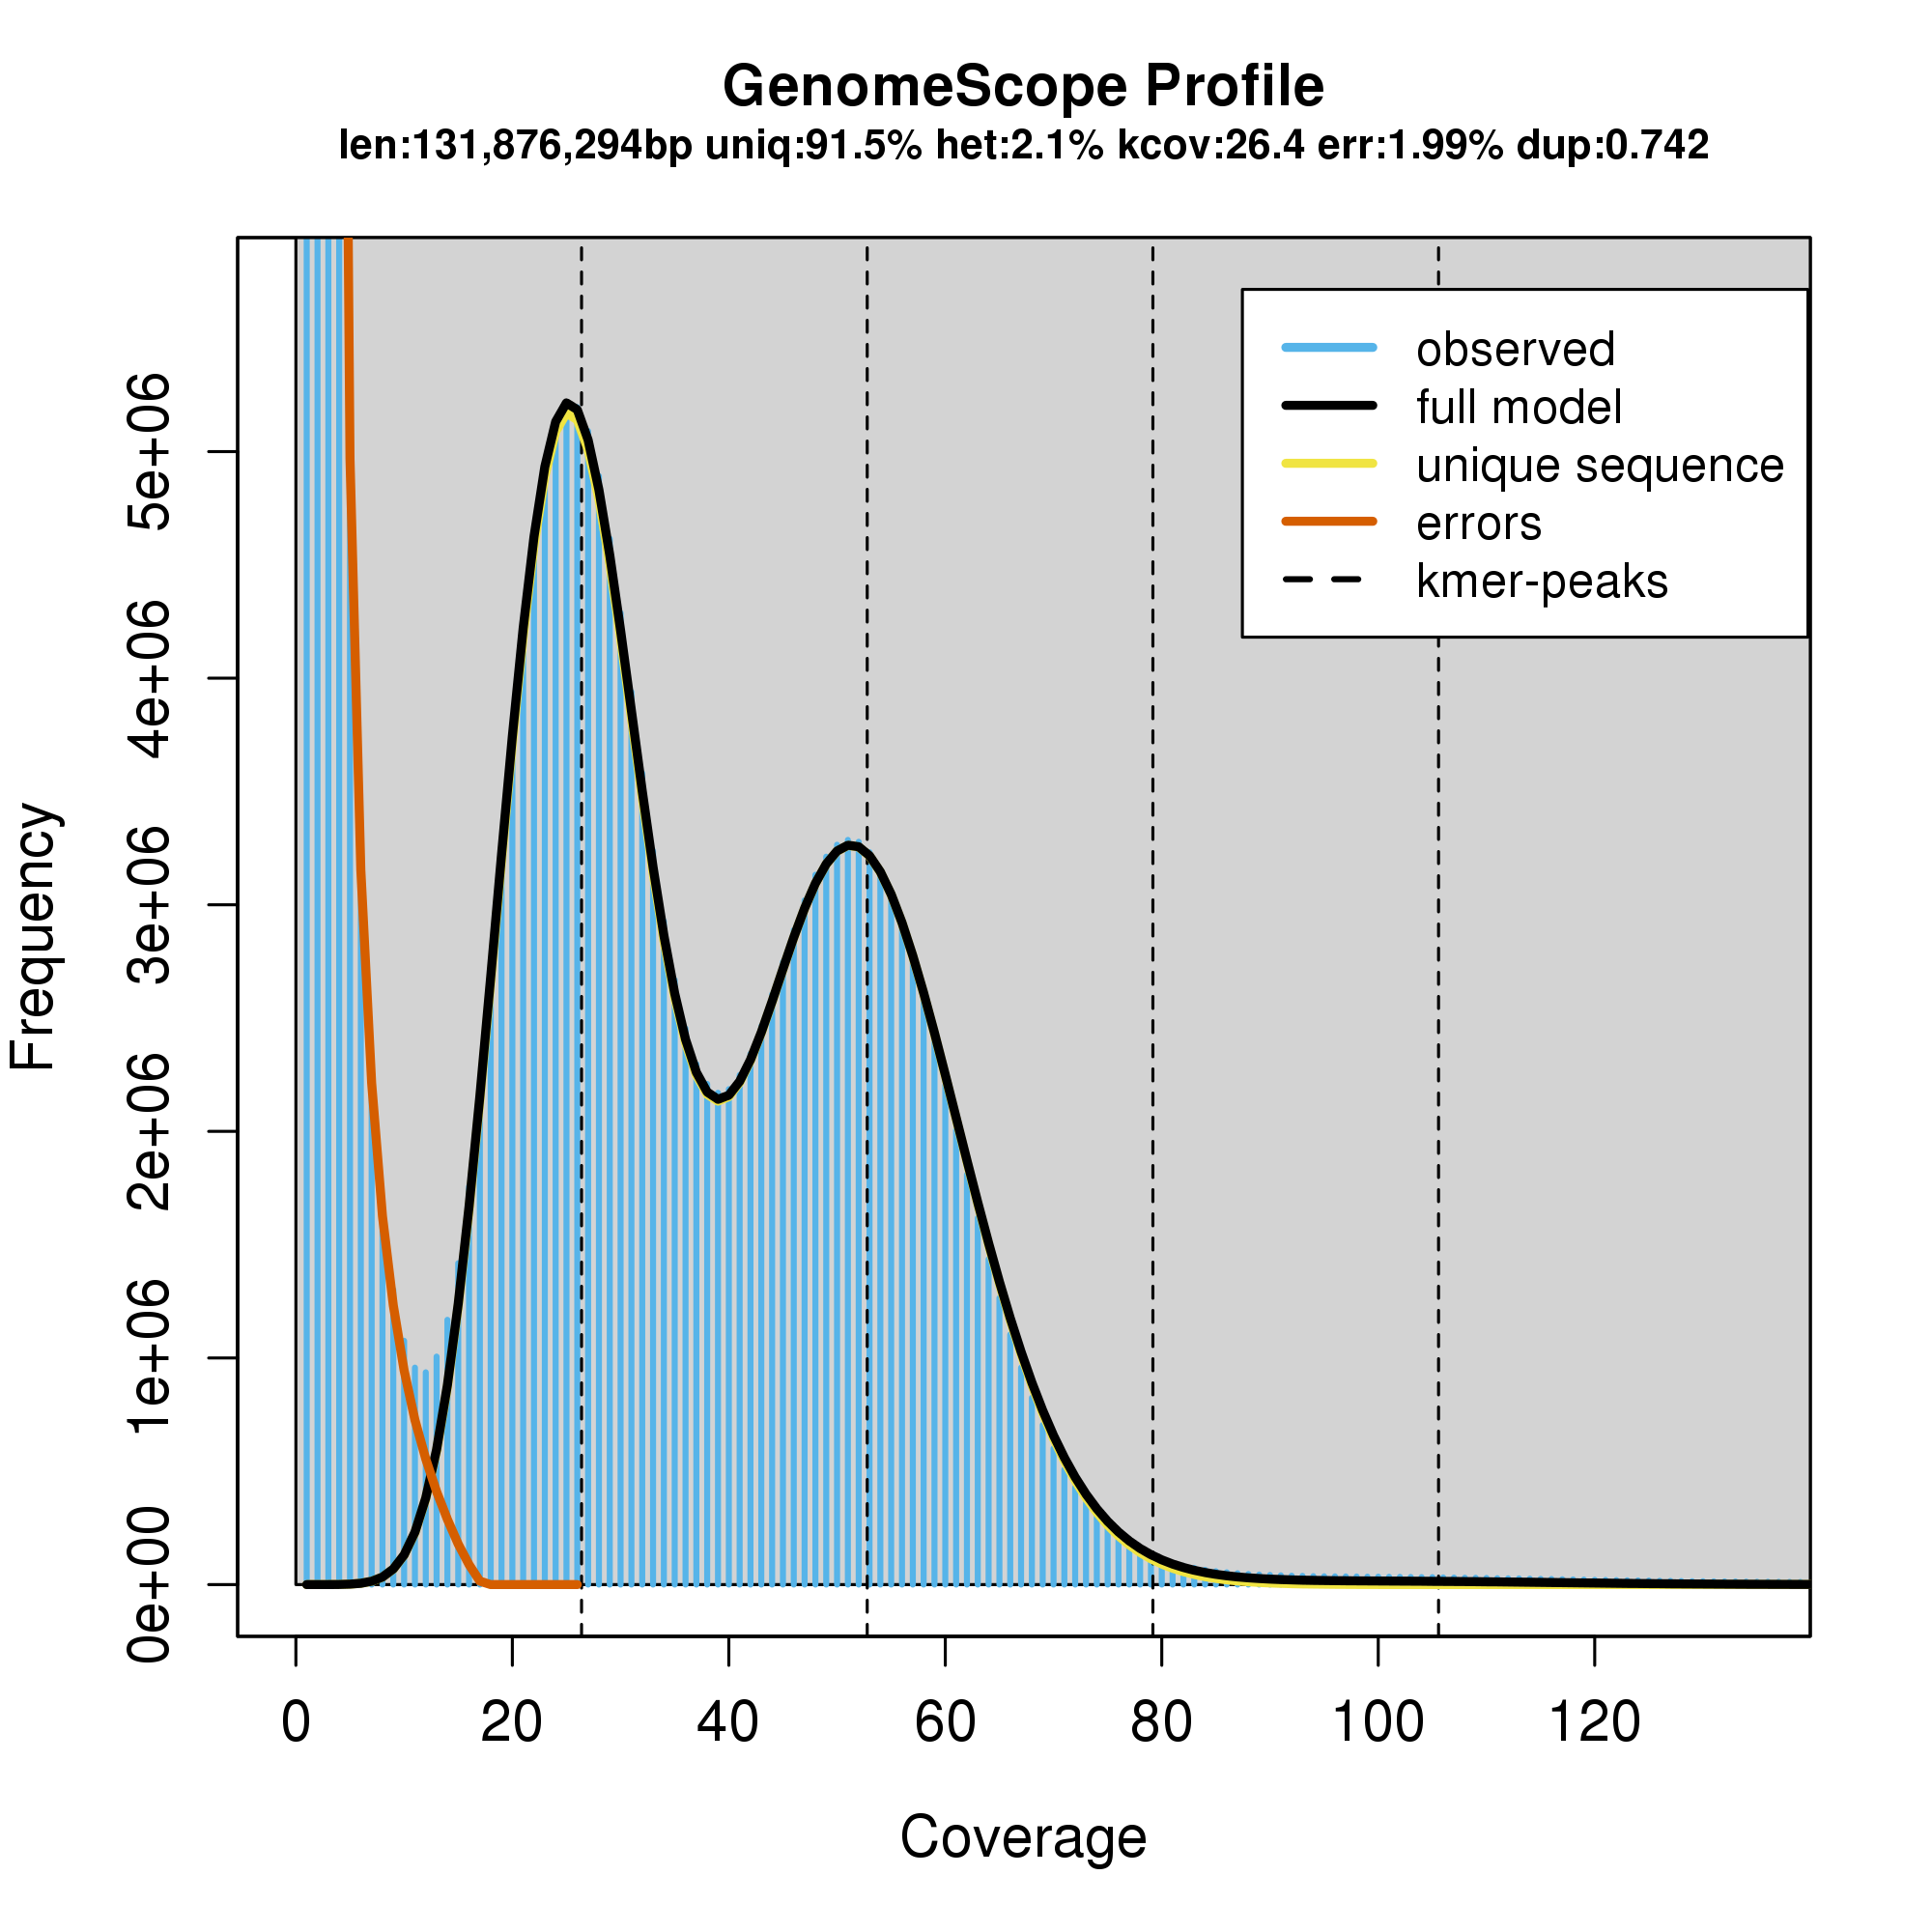 GenomeScope Profile
len:131,876,294bp uniq:91.5% het:2.1% kcov:26.4 err:1.99% dup:0.742
observed
full model
unique sequence
errors
kmer-peaks
Frequency
5e+06
4e+06
3e+06
2e+06
1e+06
0e+00
0 20 40 60 80 100 120
Coverage